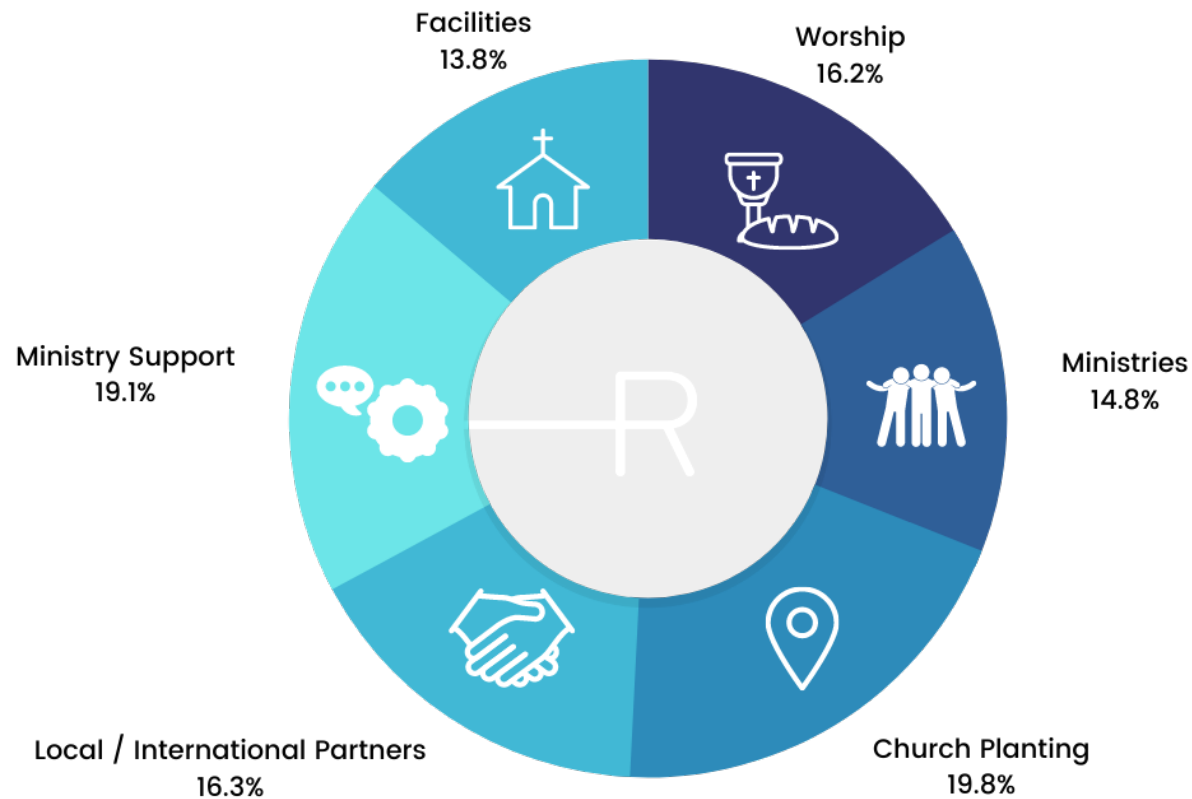 Facilities
13.8%
Worship
16.2%
Ministry Support
19.1%
Ministries
14.8%
R
Local / International Partners
16.3%
Church Planting
19.8%